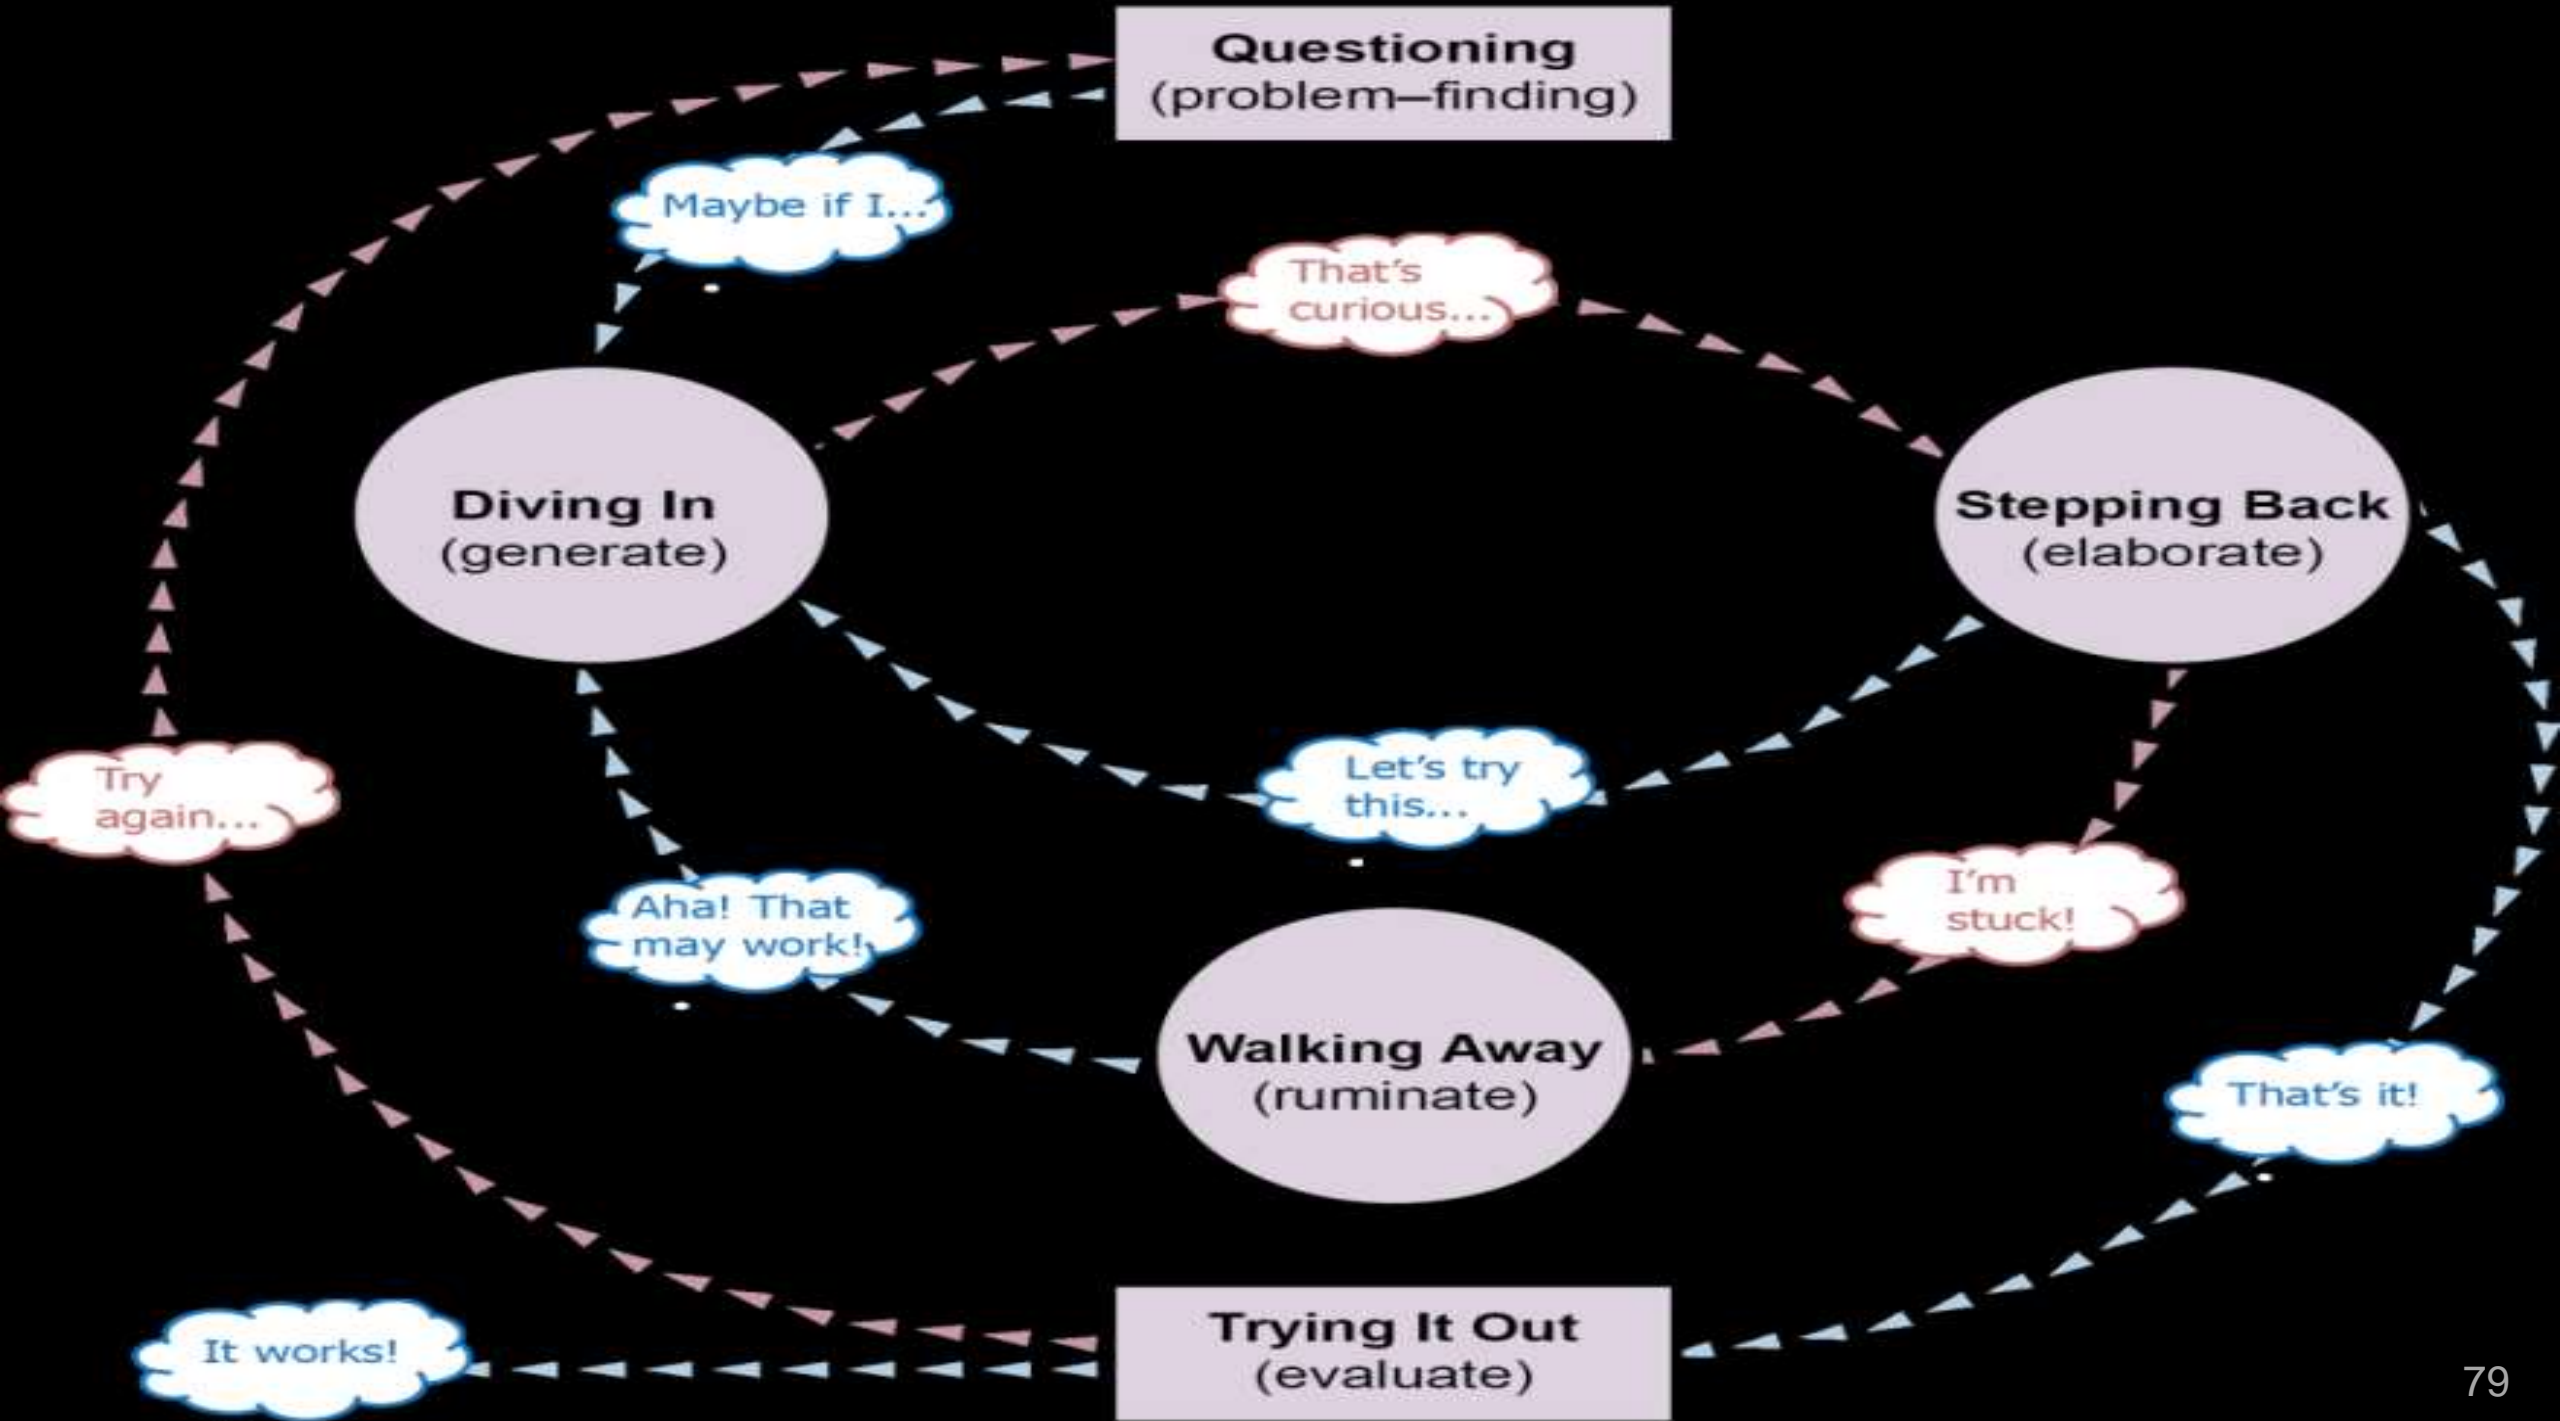 Questioning
(problem–finding)
Maybe if I...
That's
curious...
Diving In
(generate)
Stepping Back
(elaborate)
Try
again...
Let's try
this...
Aha! That
may work!
I'm
stuck!
Walking Away
(ruminate)
That's it!
It works!
Trying It Out
(evaluate)
79